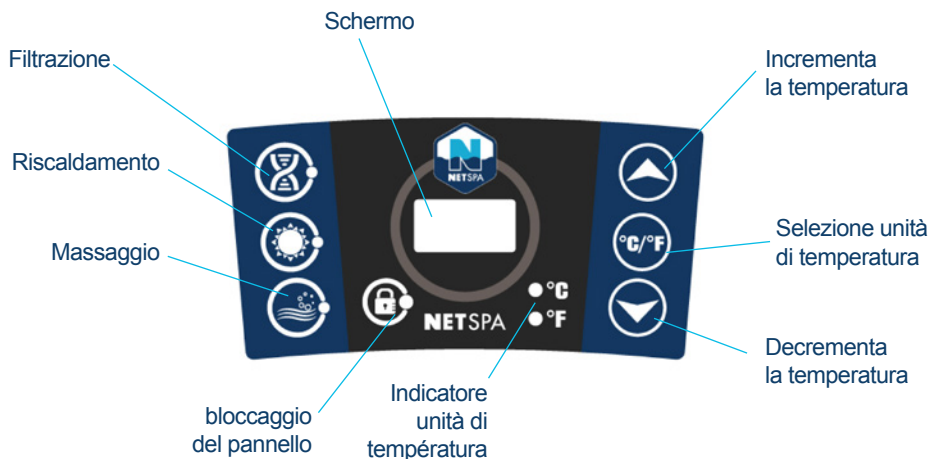 Schermo
Filtrazione
Incrementa
la temperatura
Riscaldamento
NETSPA
Massaggio
°C/°F
Selezione unità
di temperatura
°C
NETSPA
°F
Decrementa
la temperatura
bloccaggio
del pannello
Indicatore
unità di
températura